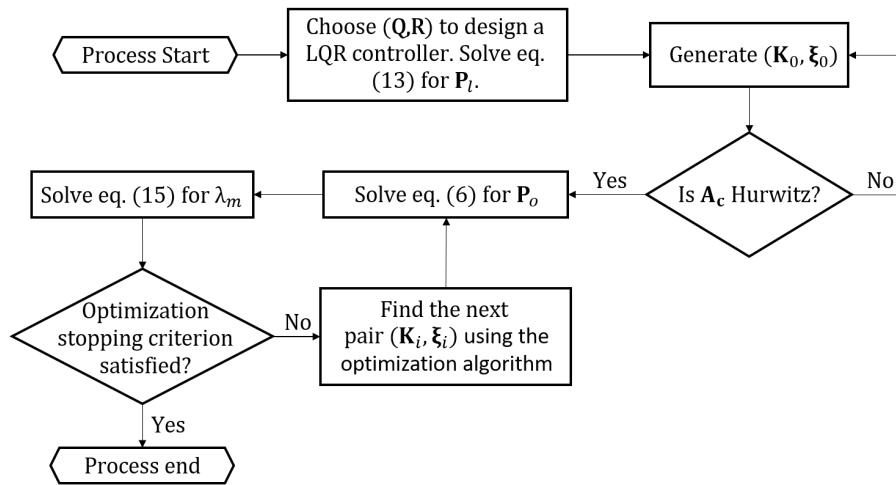 Process Start
Choose (Q,R) to design a
LQR controller. Solve eq.
(13) for P_l.
Generate (K_0, ξ_0)
Is A_c Hurwitz?
No
Yes
Solve eq. (6) for P_o
Solve eq. (15) for λ_m
Optimization
stopping criterion
satisfied?
No
Find the next
pair (K_i, ξ_i) using the
optimization algorithm
Yes
Process end